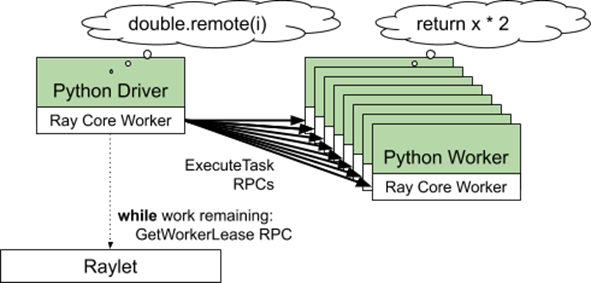 double.remote(i)
return x * 2
Python Driver
Ray Core Worker
ExecuteTask
RPCs
Python Worker
Ray Core Worker
while work remaining:
GetWorkerLease RPC
Raylet